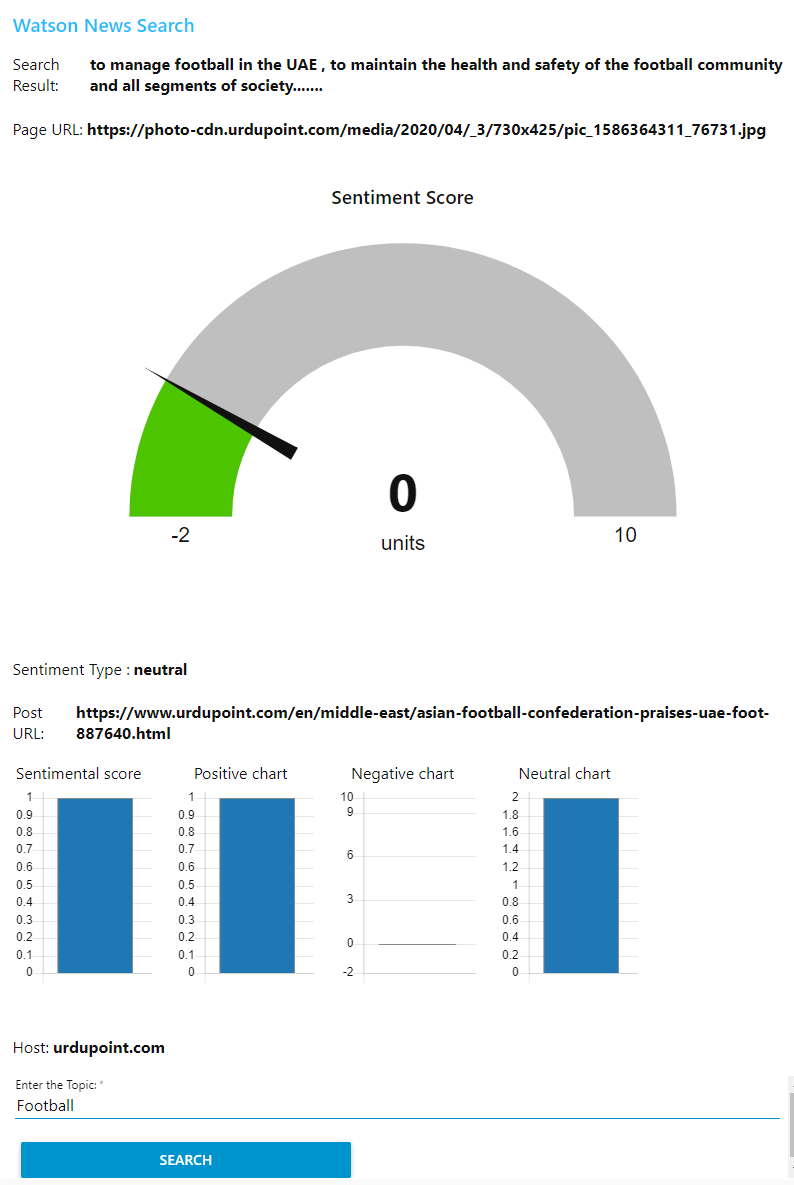 Watson News Search
Search Result: to manage football in the UAE , to maintain the health and safety of the football community
and all segments of society.......
Page URL: https://photo-cdn.urdupoint.com/media/2020/04/_3/730x425/pic_1586364311_76731.jpg
Sentiment Score
0
units
-2
10
Sentiment Type : neutral
Post URL: https://www.urdupoint.com/en/middle-east/asian-football-confederation-praises-uae-foot-
887640.html
Sentimental score
1
0.9
0.8
0.7
0.6
0.5
0.4
0.3
0.2
0.1
0
Positive chart
1
0.9
0.8
0.7
0.6
0.5
0.4
0.3
0.2
0.1
0
Negative chart
10
9
6
3
0
-2
Neutral chart
2
1.8
1.6
1.4
1.2
1
0.8
0.6
0.4
0.2
0
Host: urdupoint.com
Enter the Topic: *
Football
SEARCH